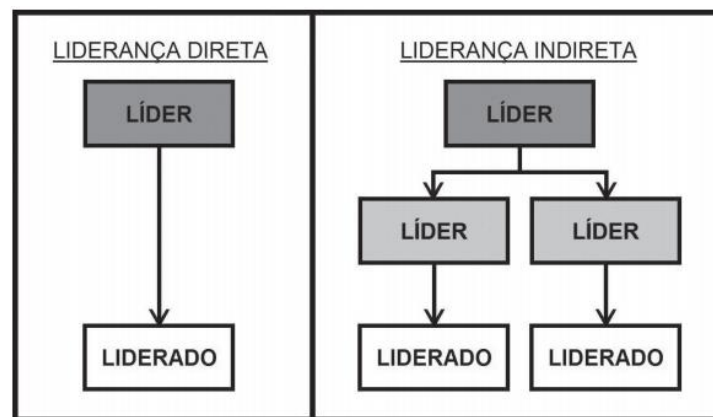 LIDERANÇA DIRETA
LÍDER
LIDERADO
LIDERANÇA INDIRETA
LÍDER
LÍDER
LÍDER
LIDERADO
LIDERADO